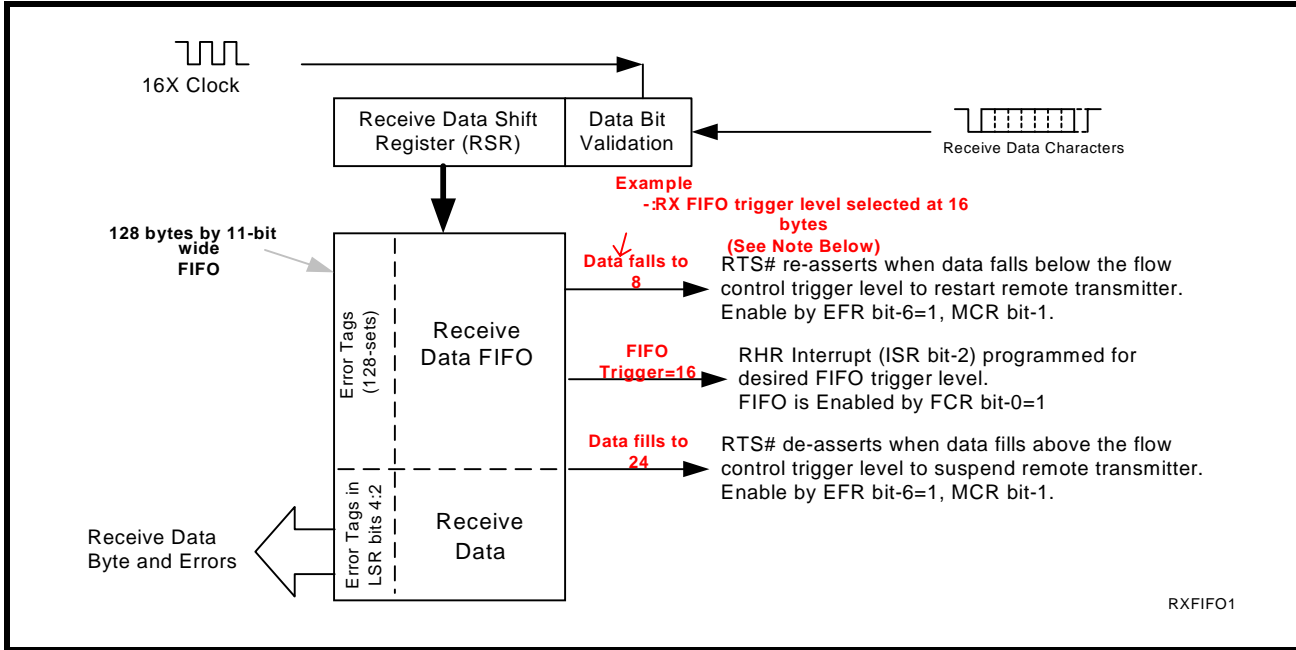 16X Clock
Receive Data Shift
Register (RSR)
Data Bit
Validation
Receive Data Characters
Example
-:RX FIFO trigger level selected at 16
bytes
(See Note Below)
128 bytes by 11-bit
wide
FIFO
Data falls to
8
RTS# re-asserts when data falls below the flow
control trigger level to restart remote transmitter.
Enable by EFR bit-6=1, MCR bit-1.
Error Tags
(128-sets)
Receive
Data FIFO
FIFO
Trigger=16
RHR Interrupt (ISR bit-2) programmed for
desired FIFO trigger level.
FIFO is Enabled by FCR bit-0=1
Data fills to
24
RTS# de-asserts when data fills above the flow
control trigger level to suspend remote transmitter.
Enable by EFR bit-6=1, MCR bit-1.
Error Tags in
LSR bits 4:2
Receive
Data
Receive Data
Byte and Errors
RXFIFO1